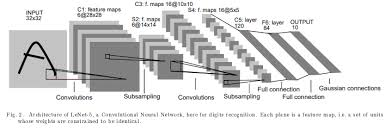 INPUT
32x32
C1: feature maps
6@28x28
S2: f. maps
6@14x14
C3: f. maps 16@10x10
S4: f. maps 16@5x5
C5: layer
120
F6: layer
84
OUTPUT
10
Convolutions
Subsampling
Convolutions
Subsampling
Full connection
Full connection
Gaussian connections
Fig. 2. Architecture of LeNet-5, a Convolutional Neural Network, here for digits recognition. Each plane is a feature map, i.e. a set of units
whose weights are constrained to be identical.